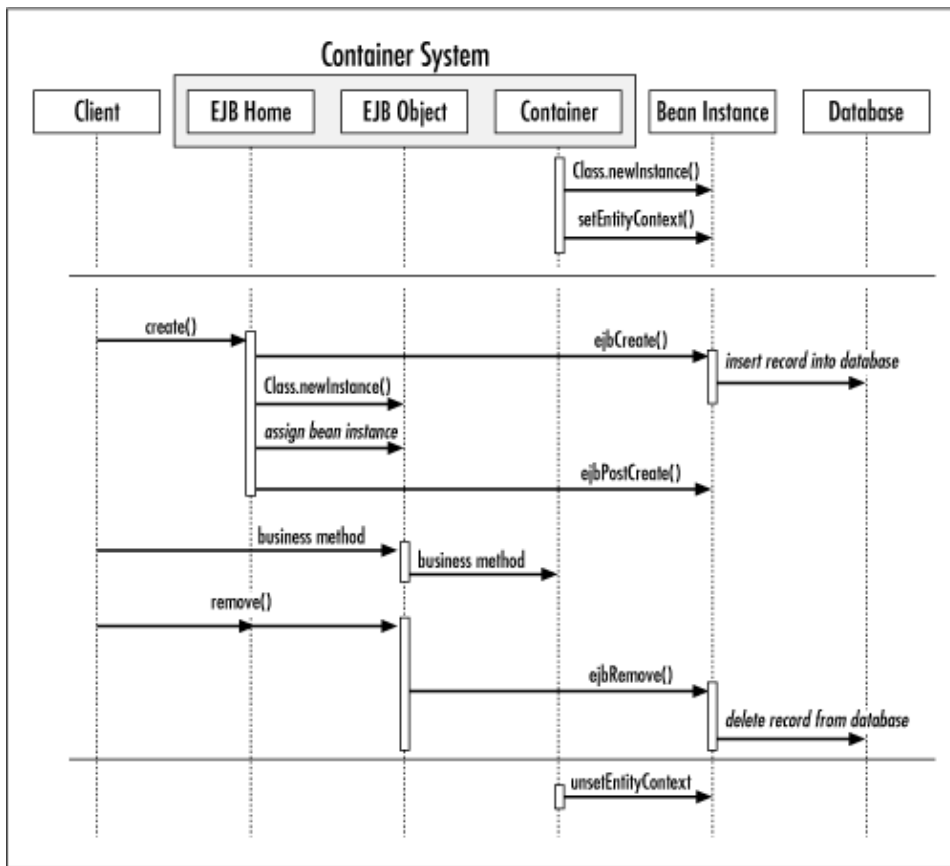 Container System
Client
EJB Home
EJB Object
Container
Bean Instance
Database
Class.newInstance()
setEntityContext()
create()
ejbCreate()
insert record into database
Class.newInstance()
assign bean instance
ejbPostCreate()
business method
business method
remove()
ejbRemove()
delete record from database
unsetEntityContext